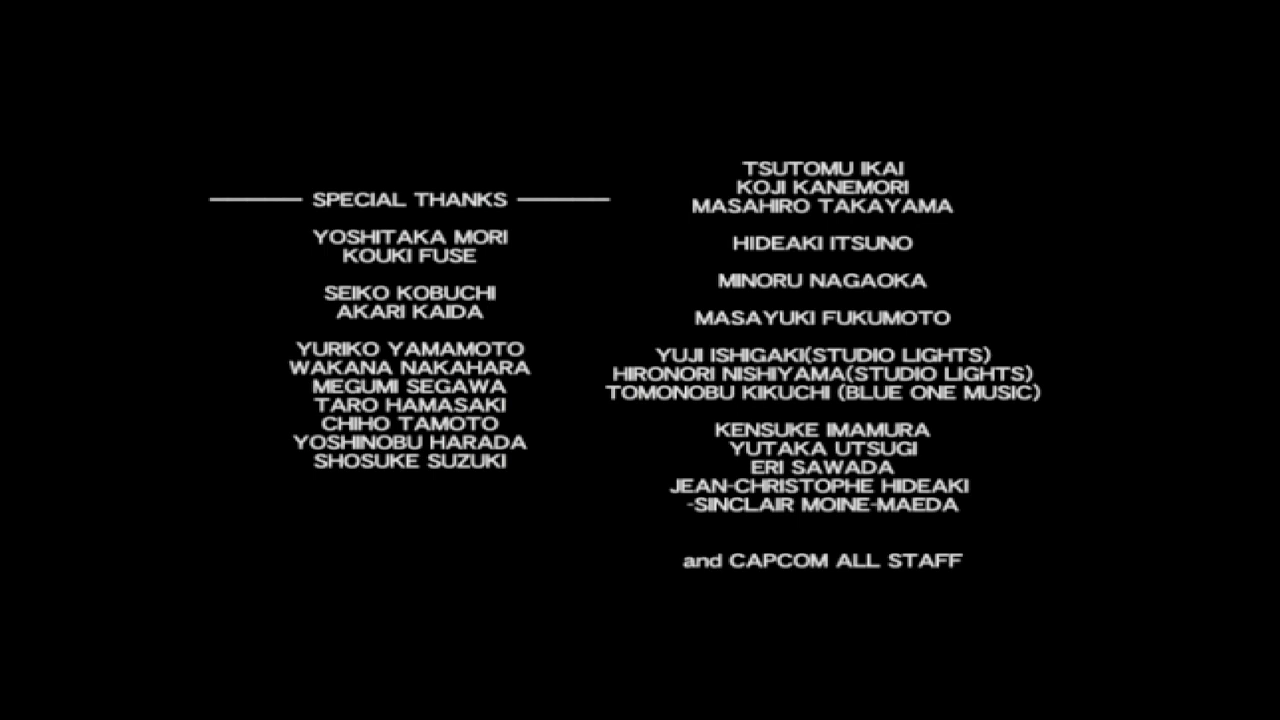 SPECIAL THANKS
YOSHITAKA MORI
KOUKI FUSE
SEIKO KOBUCHI
AKARI KAIDA
YURIKO YAMAMOTO
WAKANA NAKAHARA
MEGUMI SEGAWA
TARO HAMASAKI
CHIHO TAMOTO
YOSHINOBU HARADA
SHOSUKE SUZUKI
TSUTOMU IKAI
KOJI KANEMORI
MASAHIRO TAKAYAMA
HIDEAKI ITSUNO
MINORU NAGAOKA
MASAYUKI FUKUMOTO
YUJI ISHIGAKI(STUDIO LIGHTS)
HIRONORI NISHIYAMA(STUDIO LIGHTS)
TOMONOBU KIKUCHI (BLUE ONE MUSIC)
KENSUKE IMAMURA
YUTAKA UTSUGI
ERI SAWADA
JEAN-CHRISTOPHE HIDEAKI
-SINCLAIR MOINE-MAEDA
and CAPCOM ALL STAFF